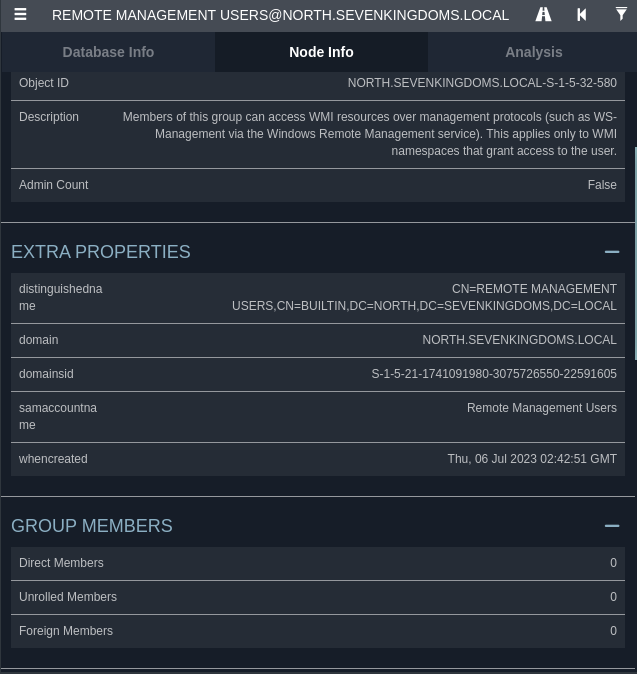 REMOTE MANAGEMENT USERS@NORTH.SEVENKINGDOMS.LOCAL
Database Info
Node Info
Analysis
Object ID
NORTH.SEVENKINGDOMS.LOCAL-S-1-5-32-580
Description
Members of this group can access WMI resources over management protocols (such as WS-
Management via the Windows Remote Management service). This applies only to WMI
namespaces that grant access to the user.
Admin Count
False
EXTRA PROPERTIES
distinguishedna
me
CN=REMOTE MANAGEMENT
USERS,CN=BUILTIN,DC=NORTH,DC=SEVENKINGDOMS,DC=LOCAL
domain
NORTH.SEVENKINGDOMS.LOCAL
domainsid
S-1-5-21-1741091980-3075726550-22591605
samaccountna
me
Remote Management Users
whencreated
Thu, 06 Jul 2023 02:42:51 GMT
GROUP MEMBERS
Direct Members
0
Unrolled Members
0
Foreign Members
0